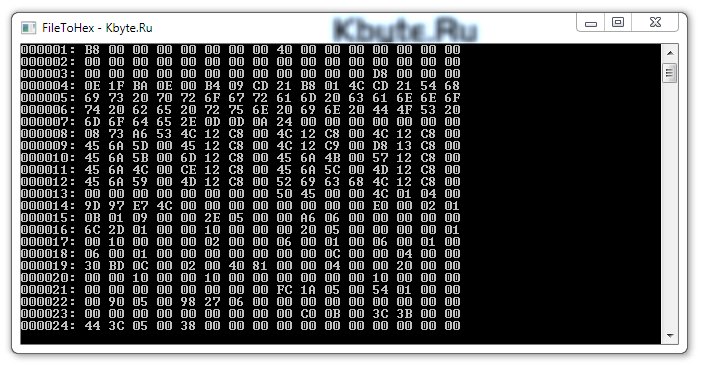 Kbyte.Ru
FileToHex - Kbyte.Ru
000001: B8 00 00 00 00 00 00 00 40 00 00 00 00 00 00 00
000002: 00 00 00 00 00 00 00 00 00 00 00 00 00 00 00 00
000003: 00 00 00 00 00 00 00 00 00 00 00 00 D8 00 00 00
000004: 0E 1F BA 0E 00 B4 09 CD 21 B8 01 4C CD 21 54 68
000005: 69 73 20 70 72 6F 67 72 61 6D 20 63 61 6E 6E 6F
000006: 74 20 62 65 20 72 75 6E 20 69 6E 20 44 4F 53 20
000007: 6D 6F 64 65 2E 0D 0D 0A 24 00 00 00 00 00 00 00
000008: 08 73 A6 53 4C 12 C8 00 4C 12 C8 00 4C 12 C8 00
000009: 45 6A 5D 00 45 12 C8 00 4C 12 C9 00 D8 13 C8 00
000010: 45 6A 5B 00 6D 12 C8 00 45 6A 4B 00 57 12 C8 00
000011: 45 6A 4C 00 CE 12 C8 00 45 6A 5C 00 4D 12 C8 00
000012: 45 6A 59 00 4D 12 C8 00 52 69 63 68 4C 12 C8 00
000013: 00 00 00 00 00 00 00 00 50 45 00 00 4C 01 04 00
000014: 9D 97 E7 4C 00 00 00 00 00 00 00 00 E0 00 02 01
000015: 0B 01 09 00 00 2E 05 00 00 A6 06 00 00 00 00 00
000016: 6C 2D 01 00 00 10 00 00 00 20 05 00 00 00 00 01
000017: 00 10 00 00 00 02 00 00 06 00 01 00 06 00 01 00
000018: 06 00 01 00 00 00 00 00 00 00 0C 00 00 04 00 00
000019: 30 BD 0C 00 02 00 40 81 00 00 04 00 00 20 00 00
000020: 00 00 10 00 00 10 00 00 00 00 00 00 10 00 00 00
000021: 00 00 00 00 00 00 00 00 FC 1A 05 00 54 01 00 00
000022: 00 90 05 00 98 27 06 00 00 00 00 00 00 00 00 00
000023: 00 00 00 00 00 00 00 00 00 C0 0B 00 3C 3B 00 00
000024: 44 3C 05 00 38 00 00 00 00 00 00 00 00 00 00 00